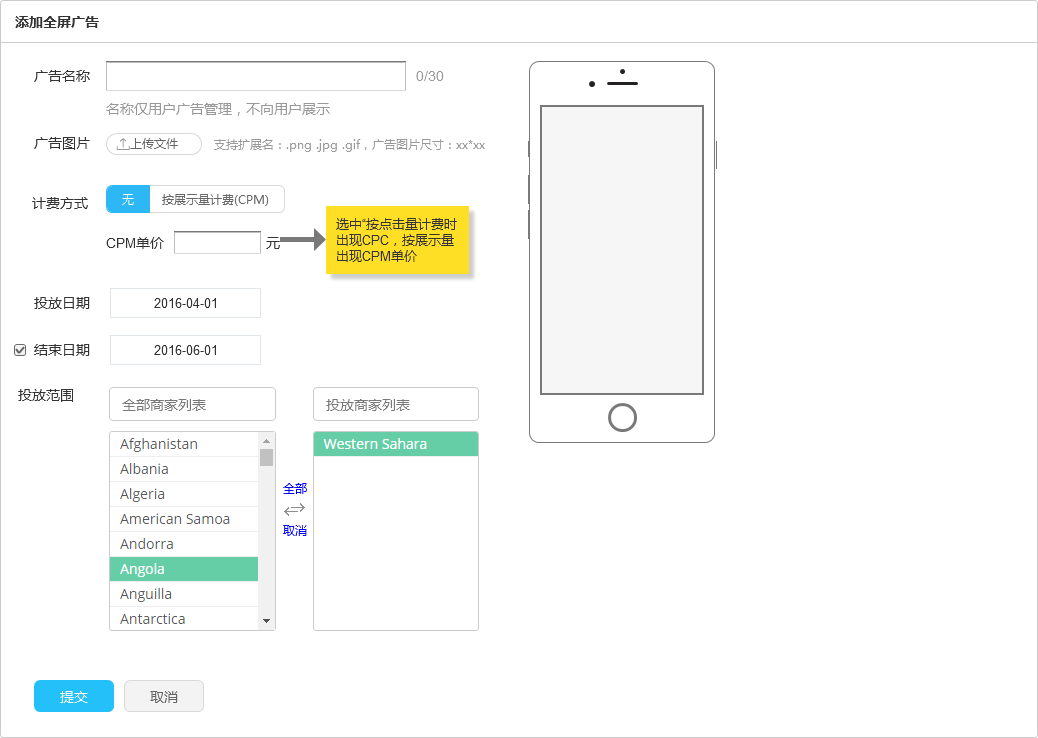 添加全屏广告
广告名称
0/30
名称仅用户广告管理，不向用户展示
广告图片
上传文件
支持扩展名：.png .jpg .gif，广告图片尺寸：xx*xx
计费方式
无
按展示量计费(CPM)
CPM单价
元
选中“按点击量计费时
出现CPC，按展示量
出现CPM单价
投放日期
2016-04-01
结束日期
2016-06-01
投放范围
全部商家列表
投放商家列表
Afghanistan
Albania
Algeria
American Samoa
Andorra
Angola
Anguilla
Antarctica
全部
取消
Western Sahara
提交
取消